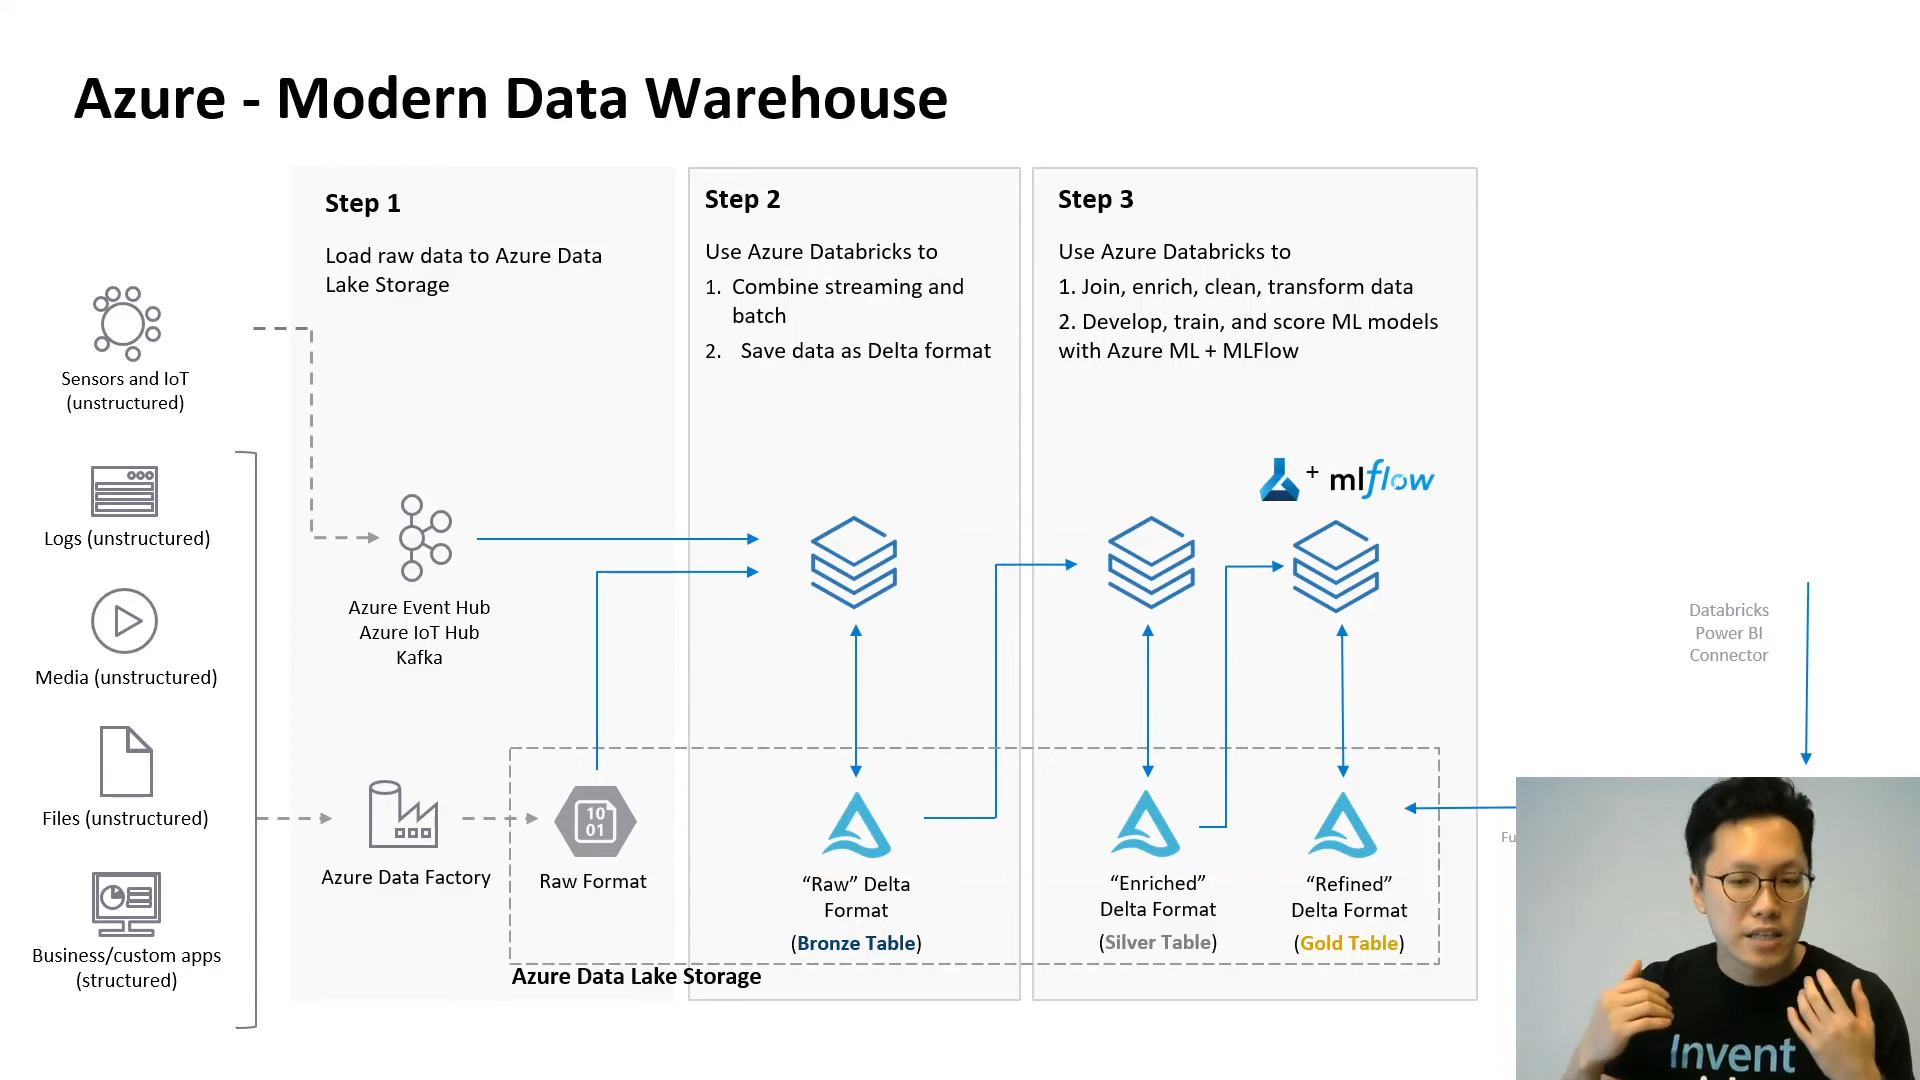 Azure - Modern Data Warehouse
Step 1
Load raw data to Azure Data
Lake Storage
Step 2
Use Azure Databricks to
1. Combine streaming and
batch
2. Save data as Delta format
Step 3
Use Azure Databricks to
1. Join, enrich, clean, transform data
2. Develop, train, and score ML models
with Azure ML + MLFlow
Sensors and IoT
(unstructured)
Logs (unstructured)
Media (unstructured)
Files (unstructured)
Business/custom apps
(structured)
Azure Event Hub
Azure IoT Hub
Kafka
Azure Data Factory
10
01
Raw Format
+ mlflow
"Raw" Delta
Format
(Bronze Table)
“Enriched”
Delta Format
(Silver Table)
“Refined”
Delta Format
(Gold Table)
Azure Data Lake Storage
Databricks
Power BI
Connector
Fu
Invent